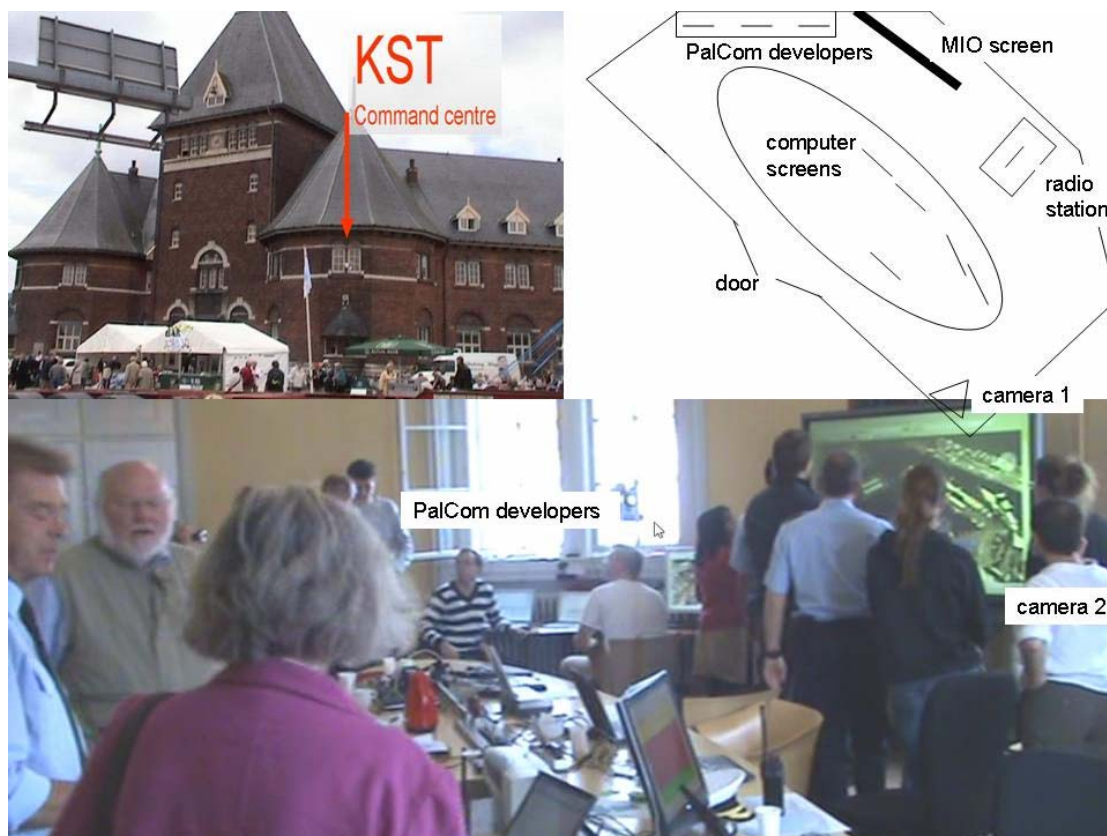 KST
Command centre
PalCom developers
MIO screen
computer
screens
radio
station
door
camera 1
PalCom developers
camera 2